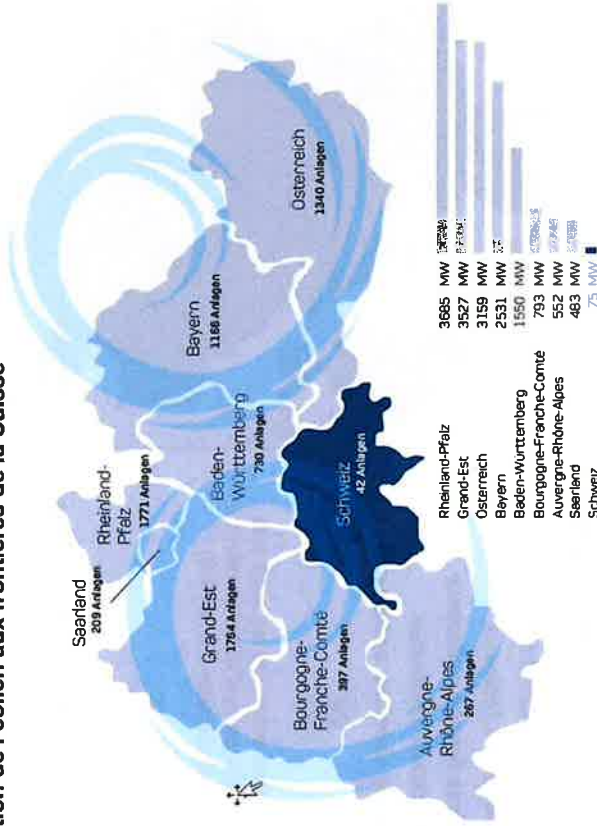 tion de l'éolien aux frontières de la Suisse
Saarland
209 Anlagen
Rheinland-
Pfalz
1771 Anlagen
Bayern
1166 Anlagen
Österreich
1340 Anlagen
Grand-Est
1764 Anlagen
Baden-
Württemberg
730 Anlagen
Bourgogne-
Franche-Comté
397 Anlagen
Schweiz
42 Anlagen
Auvergne-
Rhône-Alpes
267 Anlagen
Rheinland-Pfalz 3685 MW
Grand-Est 3527 MW
Österreich 3159 MW
Bayern 2531 MW
Baden-Württemberg 1550 MW
Bourgogne-Franche-Comté 793 MW
Auvergne-Rhône-Alpes 552 MW
Saarland 483 MW
Schweiz 75 MW